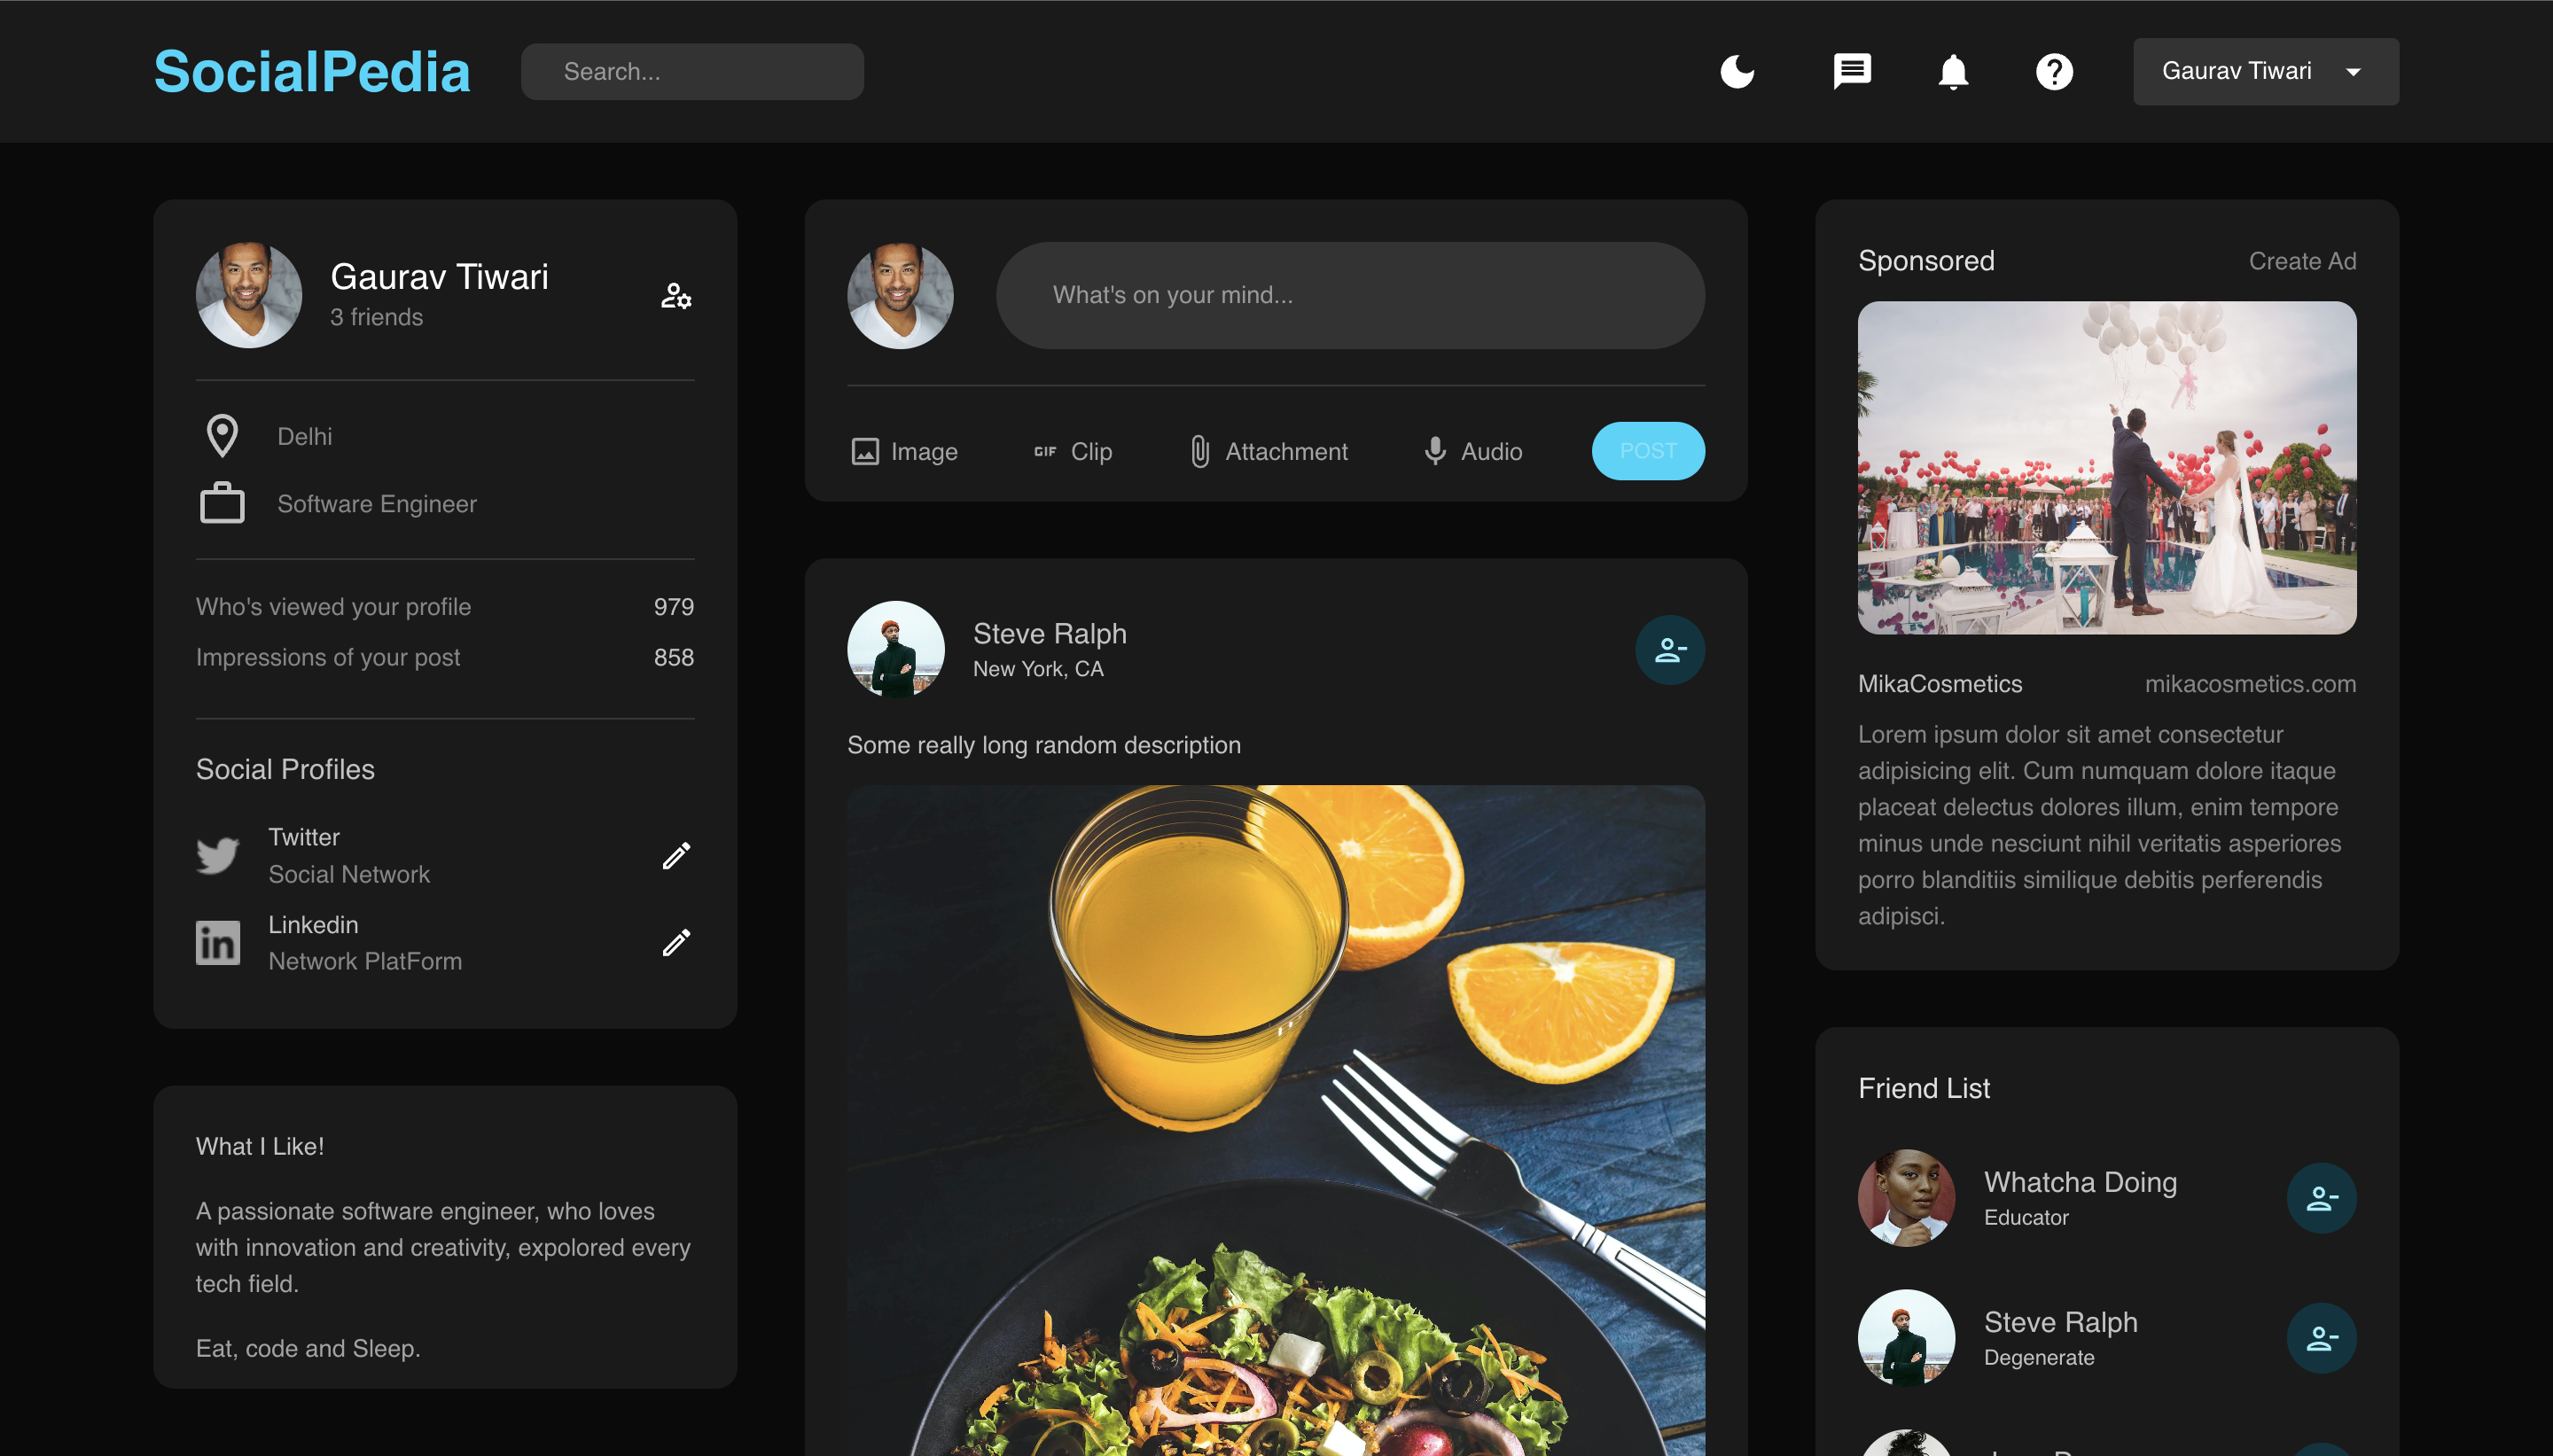 SocialPedia
Search...
Gaurav Tiwari
Gaurav Tiwari
3 friends
Delhi
Software Engineer
Who's viewed your profile 979
Impressions of your post 858
Social Profiles
Twitter
Social Network
in
Linkedin
Network PlatForm
What I Like!
A passionate software engineer, who loves
with innovation and creativity, expolored every
tech field.
Eat, code and Sleep.
What's on your mind...
Image GIF Clip Attachment Audio POST
Steve Ralph
New York, CA
Some really long random description
Sponsored Create Ad
MikaCosmetics mikacosmetics.com
Lorem ipsum dolor sit amet consectetur
adipisicing elit. Cum numquam dolore itaque
placeat delectus dolores illum, enim tempore
minus unde nesciunt nihil veritatis asperiores
porro blanditiis similique debitis perferendis
adipisci.
Friend List
Whatcha Doing
Educator
Steve Ralph
Degenerate